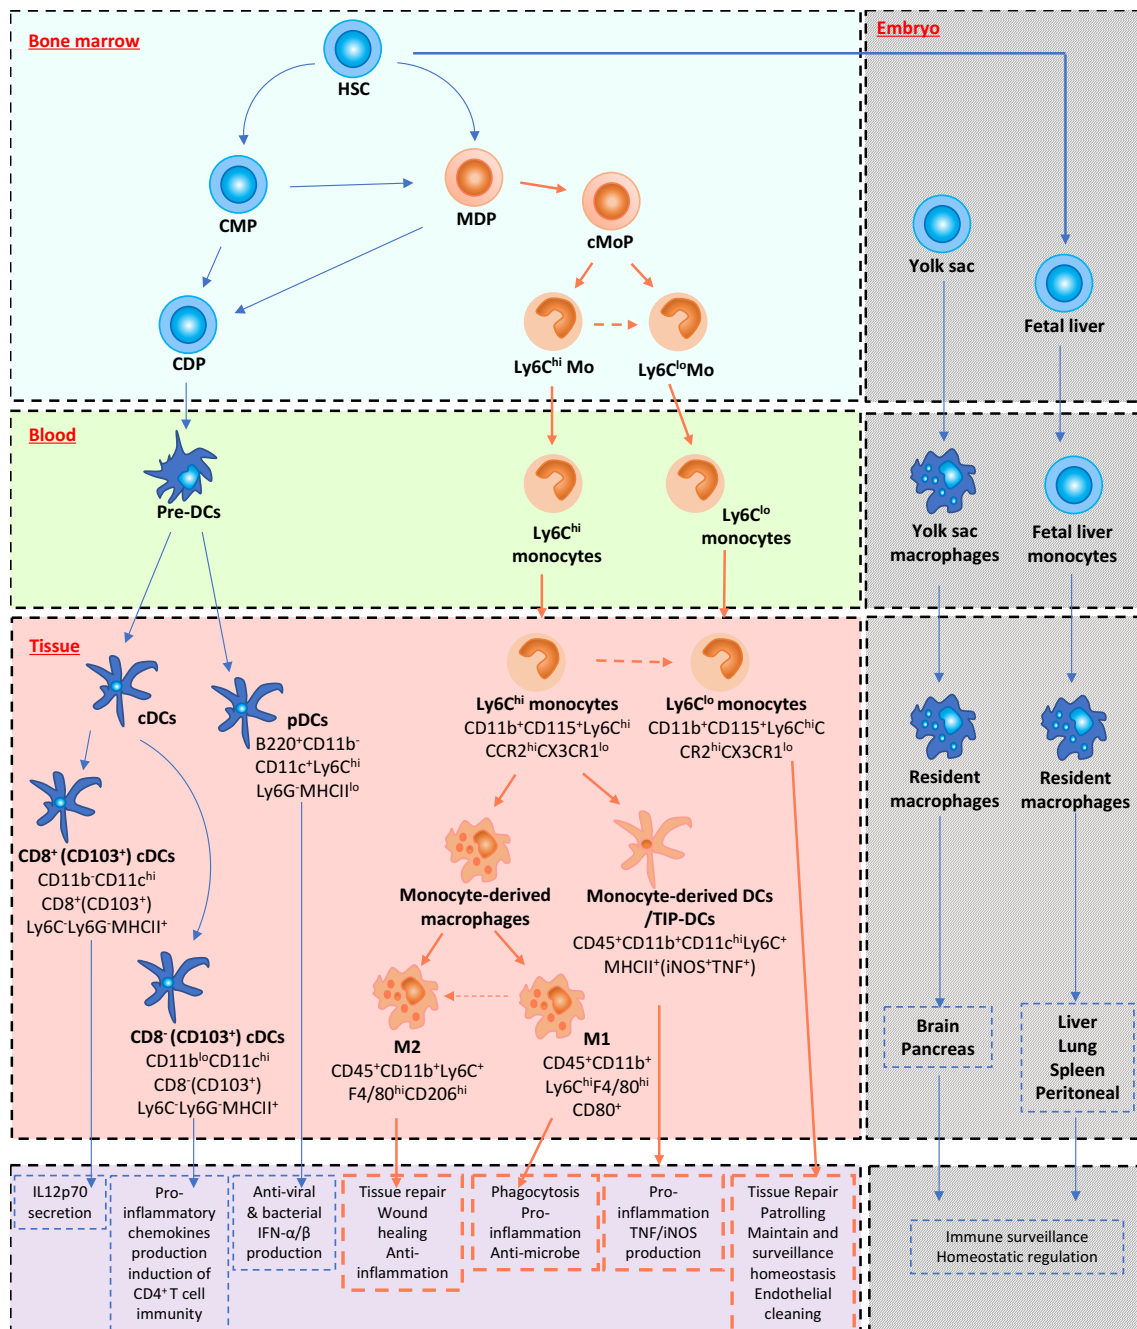 Bone marrow
HSC
CMP
MDP
cMoP
CDP
Ly6Cʰⁱ Mo
Ly6CˡᵒMo
Embryo
Yolk sac
Fetal liver
Blood
Pre-DCs
Ly6Cʰⁱ
monocytes
Ly6Cˡᵒ
monocytes
Yolk sac
macrophages
Fetal liver
monocytes
Tissue
cDCs
pDCs
B220⁺CD11b⁻
CD11c⁺Ly6Cʰⁱ
Ly6G⁻MHCIIˡᵒ
CD8⁺ (CD103⁺) cDCs
CD11b⁻CD11cʰⁱ
CD8⁺(CD103⁺)
Ly6C⁻Ly6G⁻MHCII⁺
CD8⁻ (CD103⁺) cDCs
CD11bˡᵒCD11cʰⁱ
CD8⁻(CD103⁺)
Ly6C⁻Ly6G⁻MHCII⁺
Ly6Cʰⁱ monocytes
CD11b⁺CD115⁺Ly6Cʰⁱ
CCR2ʰⁱCX3CR1ˡᵒ
Ly6Cˡᵒ monocytes
CD11b⁺CD115⁺Ly6CʰⁱC
CR2ʰⁱCX3CR1ˡᵒ
Monocyte-derived
macrophages
Monocyte-derived DCs
/TIP-DCs
CD45⁺CD11b⁺CD11cʰⁱLy6C⁺
MHCII⁺(iNOS⁺TNF⁺)
M2
CD45⁺CD11b⁺Ly6C⁺
F4/80ʰⁱCD206ʰⁱ
M1
CD45⁺CD11b⁺
Ly6CʰⁱF4/80ʰⁱ
CD80⁺
Resident
macrophages
Resident
macrophages
Brain
Pancreas
Liver
Lung
Spleen
Peritoneal
IL12p70
secretion
Pro-
inflammatory
chemokines
production
induction of
CD4⁺ T cell
immunity
Anti-viral
& bacterial
IFN-α/β
production
Tissue repair
Wound
healing
Anti-
inflammation
Phagocytosis
Pro-
inflammation
Anti-microbe
Pro-
inflammation
TNF/iNOS
production
Tissue Repair
Patrolling
Maintain and
surveillance
homeostasis
Endothelial
cleaning
Immune surveillance
Homeostatic regulation